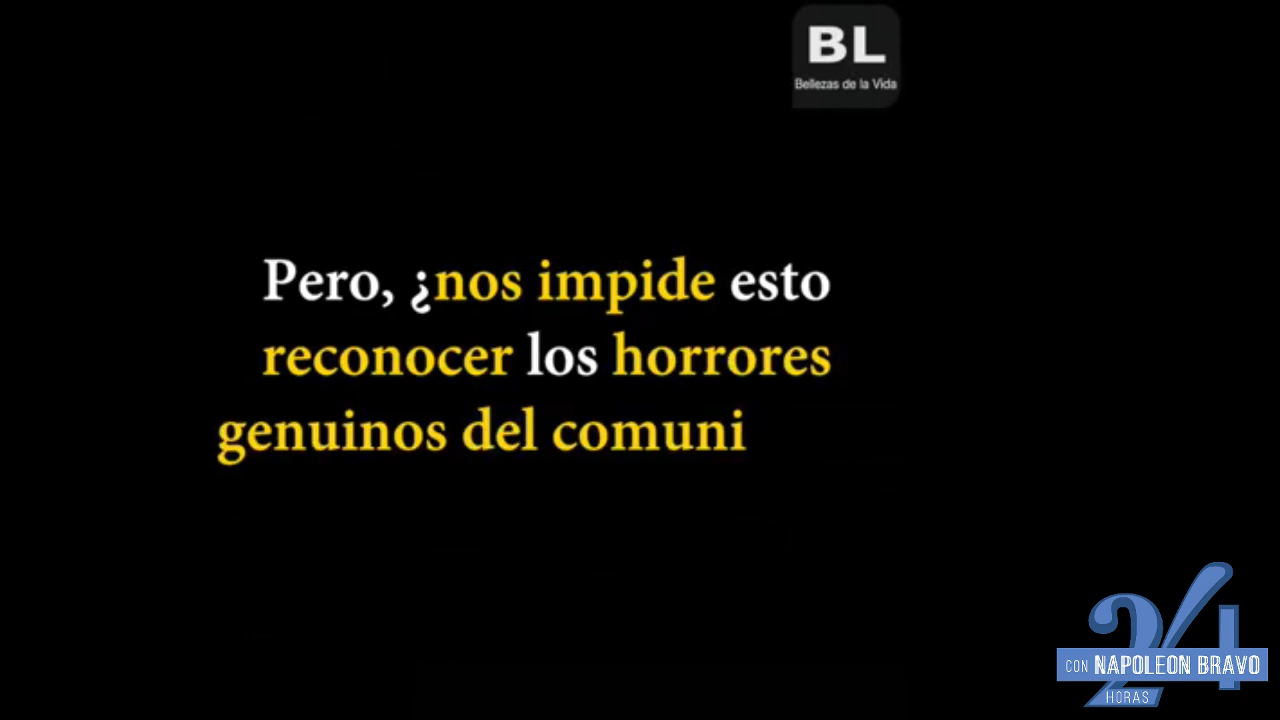 BL
Bellezas de la Vida
Pero, ¿nos impide esto
reconocer los horrores
genuinos del comuni
24
CON NAPOLEON BRAVO
HORAS